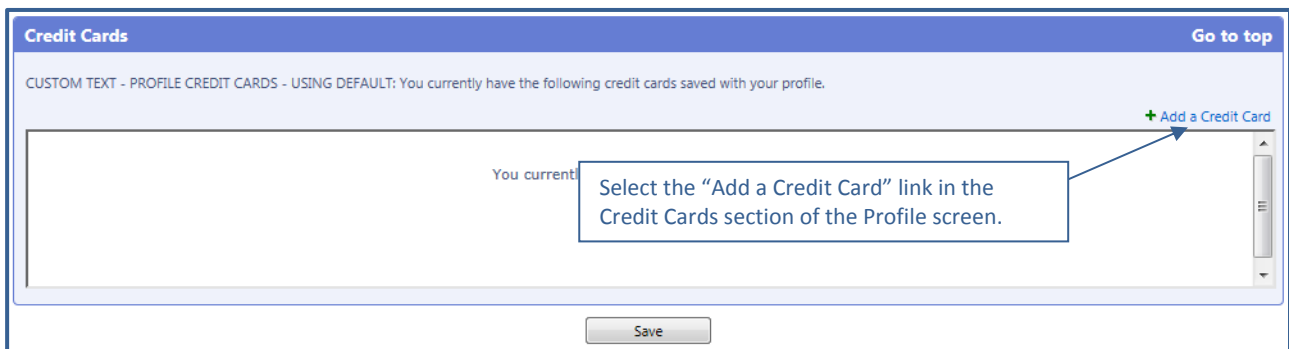 Credit Cards Go to top
CUSTOM TEXT - PROFILE CREDIT CARDS - USING DEFAULT: You currently have the following credit cards saved with your profile.
+ Add a Credit Card
You currentl
Select the “Add a Credit Card” link in the
Credit Cards section of the Profile screen.
Save